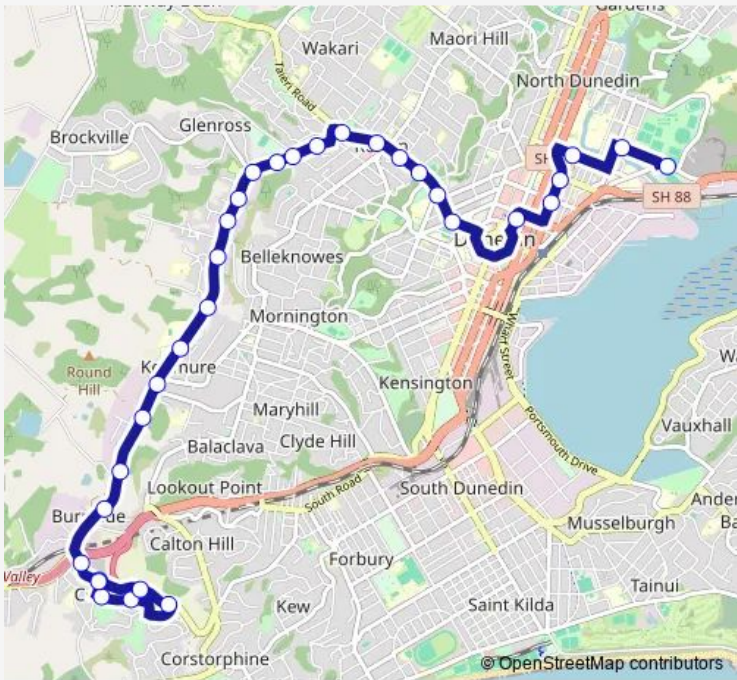 Gardens
Wakari
Maori Hill
Taieri Road
North Dunedin
Brockville
Glenross
SH
SH 88
Belleknowes
Mornington
Wharf street
Round
Hill
Kensington
Maryhill
Balaclava
Clyde Hill
Portsmouth Drive
Vauxhall
Lookout Point
South Road
South Dunedin
Musselburgh
Calton Hill
Valley
Forbury
Tainui
Kew
Saint Kilda
Corstorphine
© OpenStreetMap contributors